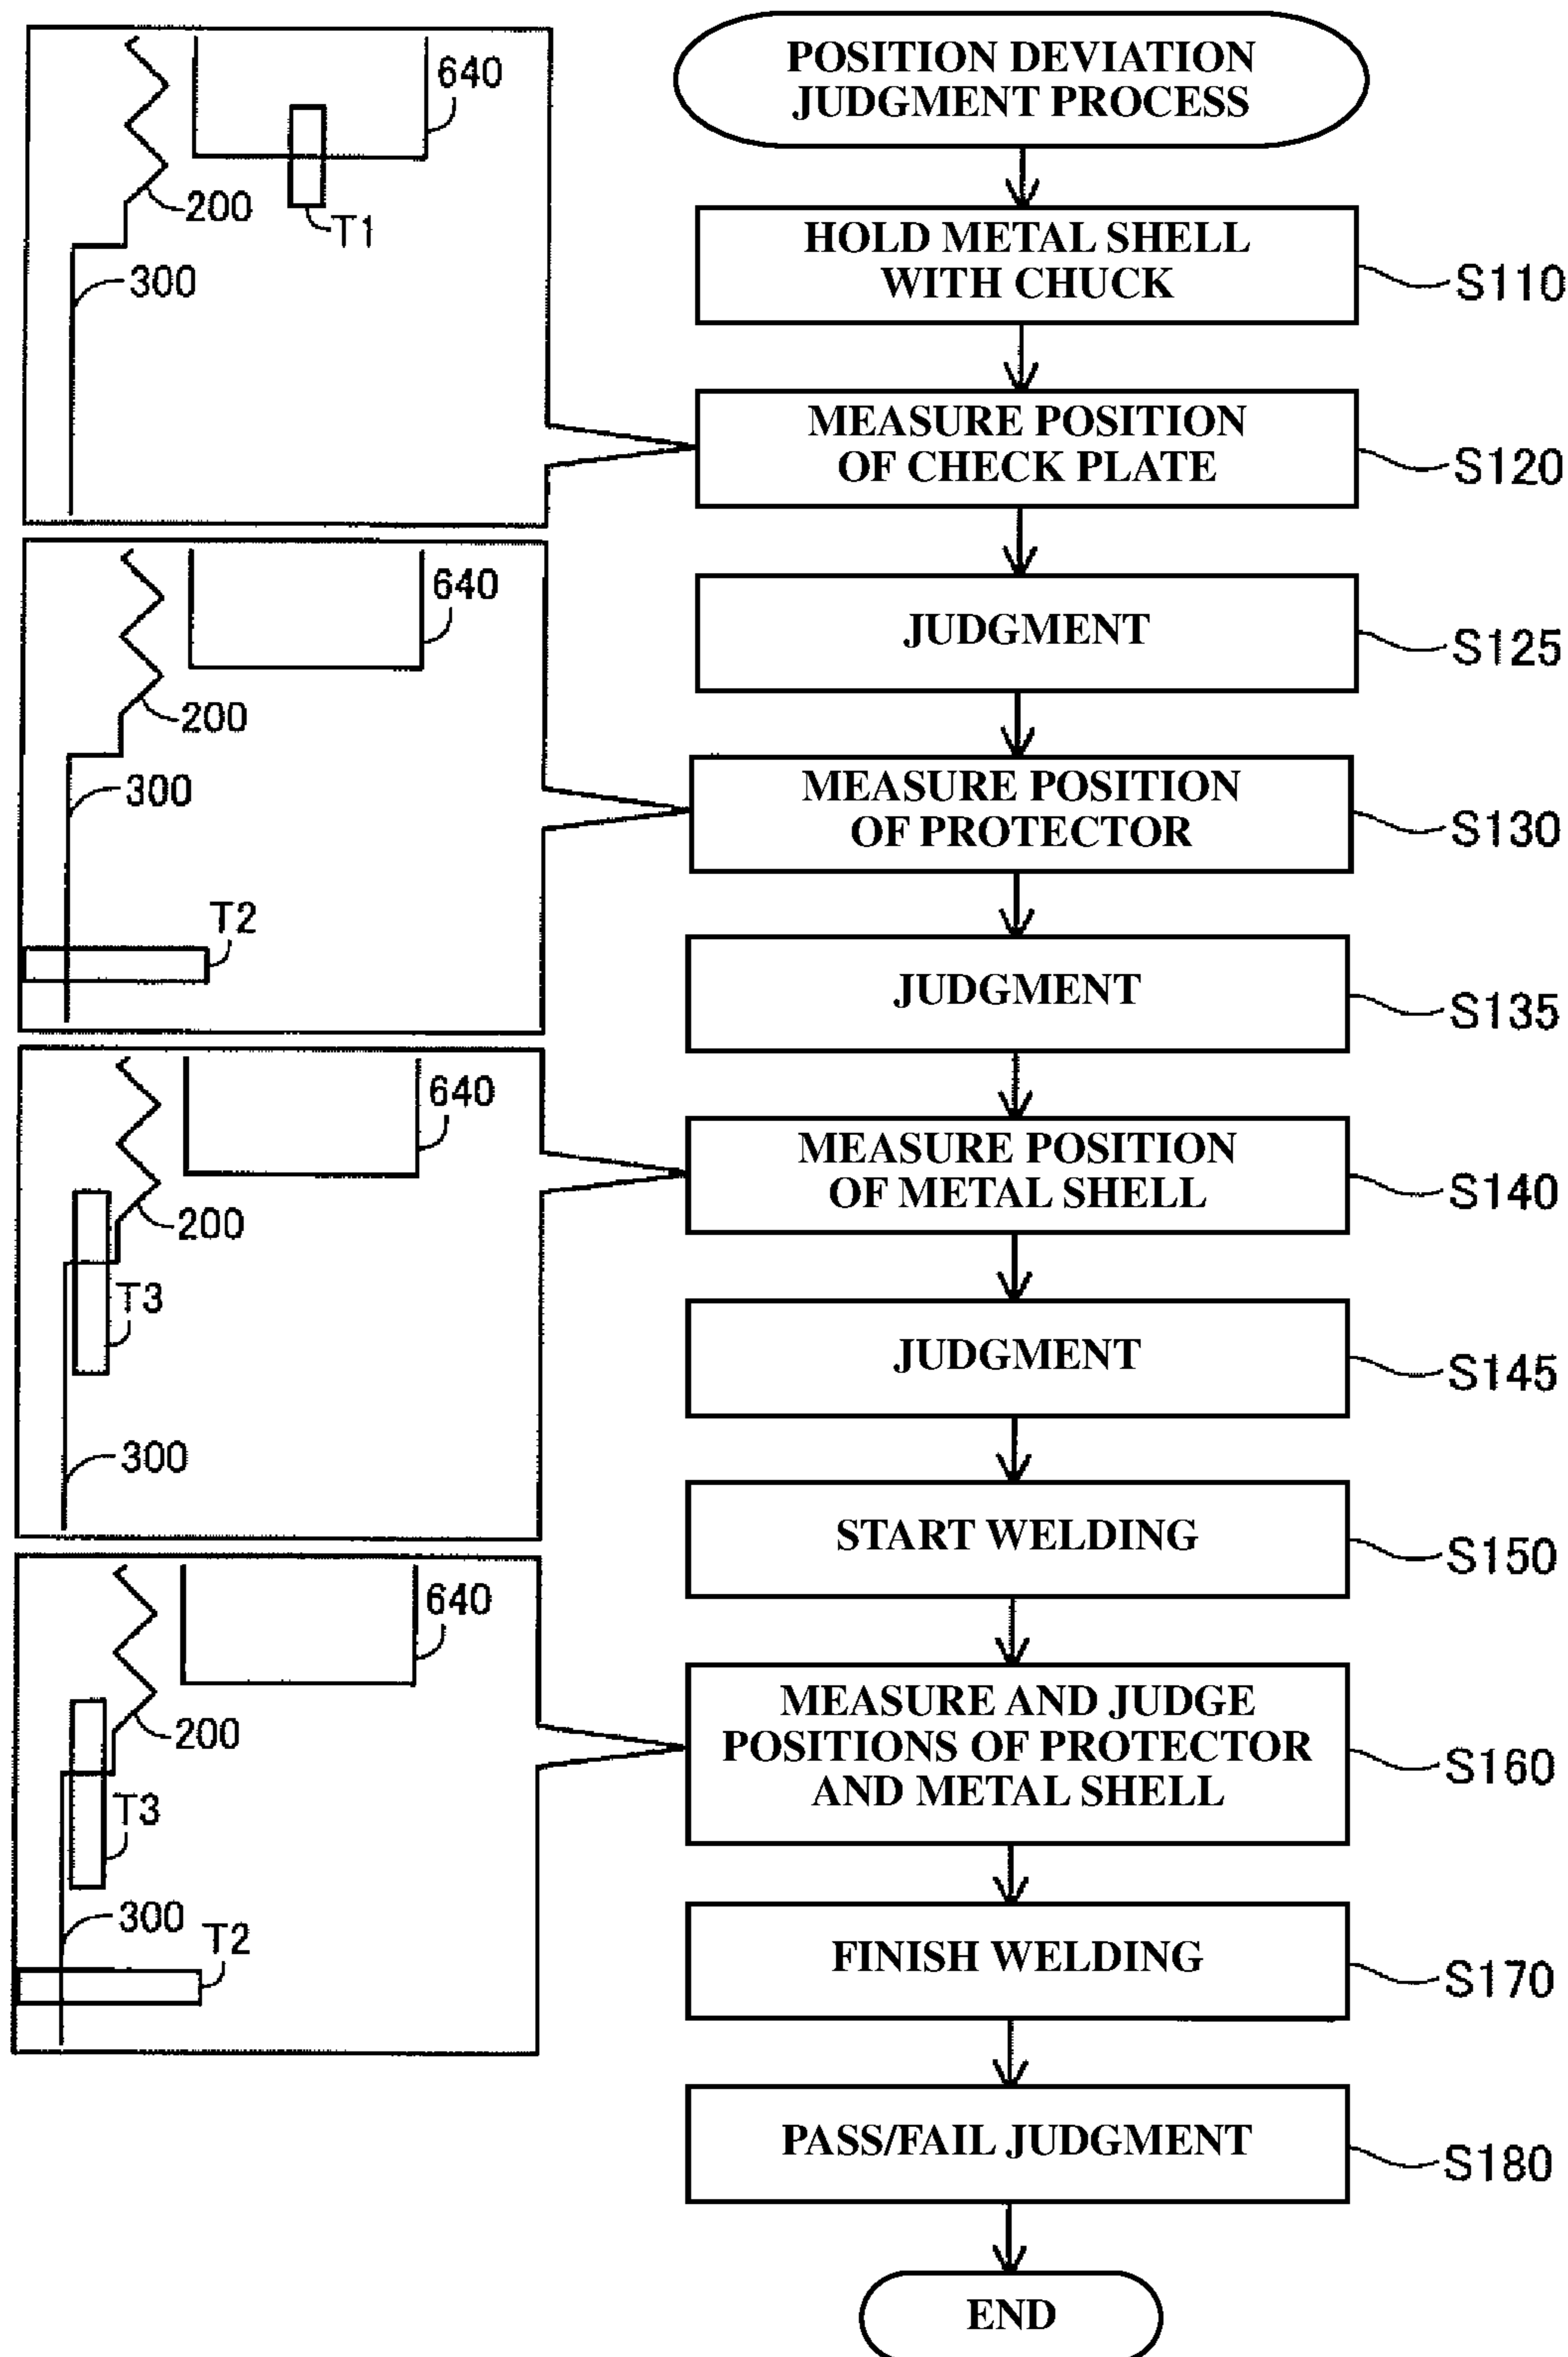 POSITION DEVIATION
JUDGMENT PROCESS
HOLD METAL SHELL
WITH CHUCK
S110
640
200
T1
300
MEASURE POSITION
OF CHECK PLATE
S120
JUDGMENT
S125
640
200
300
T2
MEASURE POSITION
OF PROTECTOR
S130
JUDGMENT
S135
640
200
T3
300
MEASURE POSITION
OF METAL SHELL
S140
JUDGMENT
S145
START WELDING
S150
640
200
T3
300
T2
MEASURE AND JUDGE
POSITIONS OF PROTECTOR
AND METAL SHELL
S160
FINISH WELDING
S170
PASS/FAIL JUDGMENT
S180
END